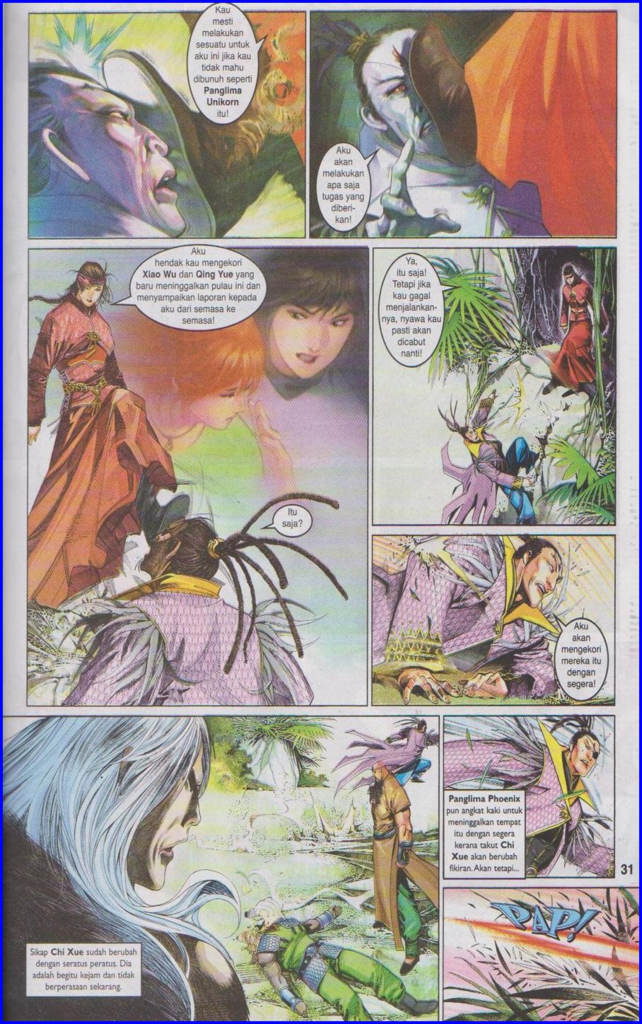 Kau
mesti
melakukan
sesuatu untuk
aku ini jika kau
tidak mahu
dibunuh seperti
Panglima
Unikorn
itu!
Aku
akan
melakukan
apa saja
tugas yang
diberi-
kan!
Aku
hendak kau mengekori
Xiao Wu dan Qing Yue yang
baru meninggalkan pulau ini dan
menyampaikan laporan kepada
aku dari semasa ke
semasa!
Itu
saja?
Ya,
itu saja!
Tetapi jika
kau gagal
menjalankan-
nya, nyawa kau
pasti akan
dicabut
nanti!
Aku
akan
mengekori
mereka itu
dengan
segera!
Sikap Chi Xue sudah berubah
dengan seratus peratus. Dia
adalah begitu kejam dan tidak
berperasaan sekarang.
Panglima Phoenix
pun angkat kaki untuk
meninggalkan tempat
itu dengan segera
kerana takut Chi
Xue akan berubah
fikiran. Akan tetapi...
31
PAP!